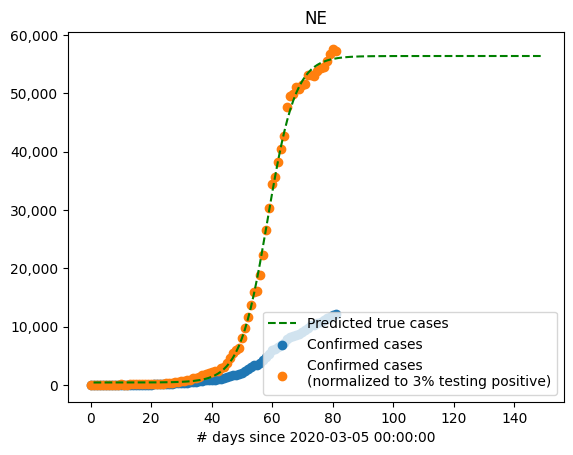 NE
60,000
50,000
40,000
30,000
20,000
10,000
0
Predicted true cases
Confirmed cases
Confirmed cases
(normalized to 3% testing positive)
0 20 40 60 80 100 120 140
# days since 2020-03-05 00:00:00